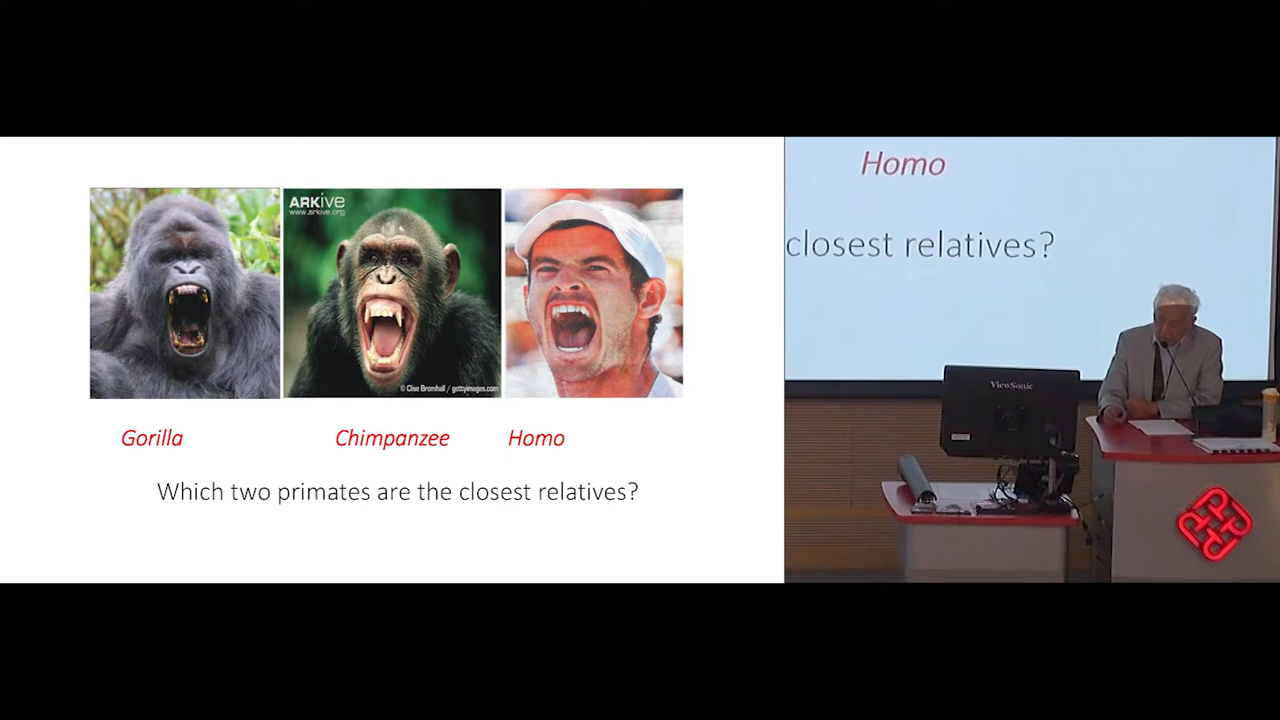 ARKive
www.arkive.org
© Clive Bromhall / gettyimages.com
Gorilla
Chimpanzee
Homo
Which two primates are the closest relatives?
Homo
closest relatives?
ViewSonic